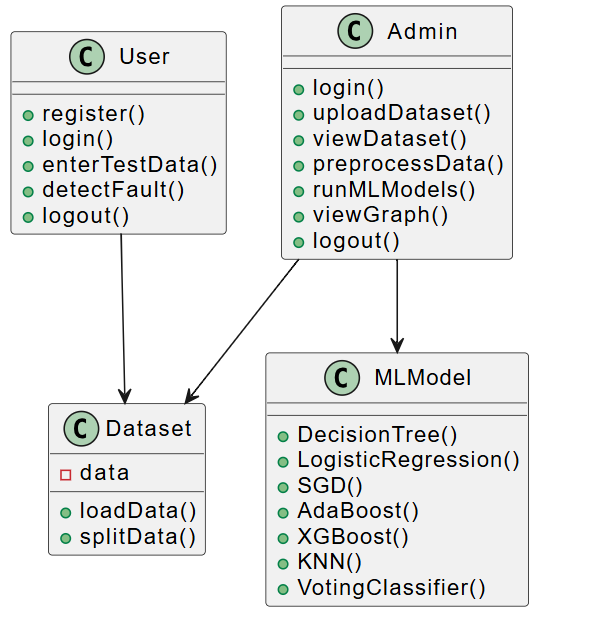 C User
register()
login()
enterTestData()
detectFault()
logout()
C Admin
login()
uploadDataset()
viewDataset()
preprocessData()
runMLModels()
viewGraph()
logout()
C Dataset
data
loadData()
splitData()
C MLModel
DecisionTree()
LogisticRegression()
SGD()
AdaBoost()
XGBoost()
KNN()
VotingClassifier()